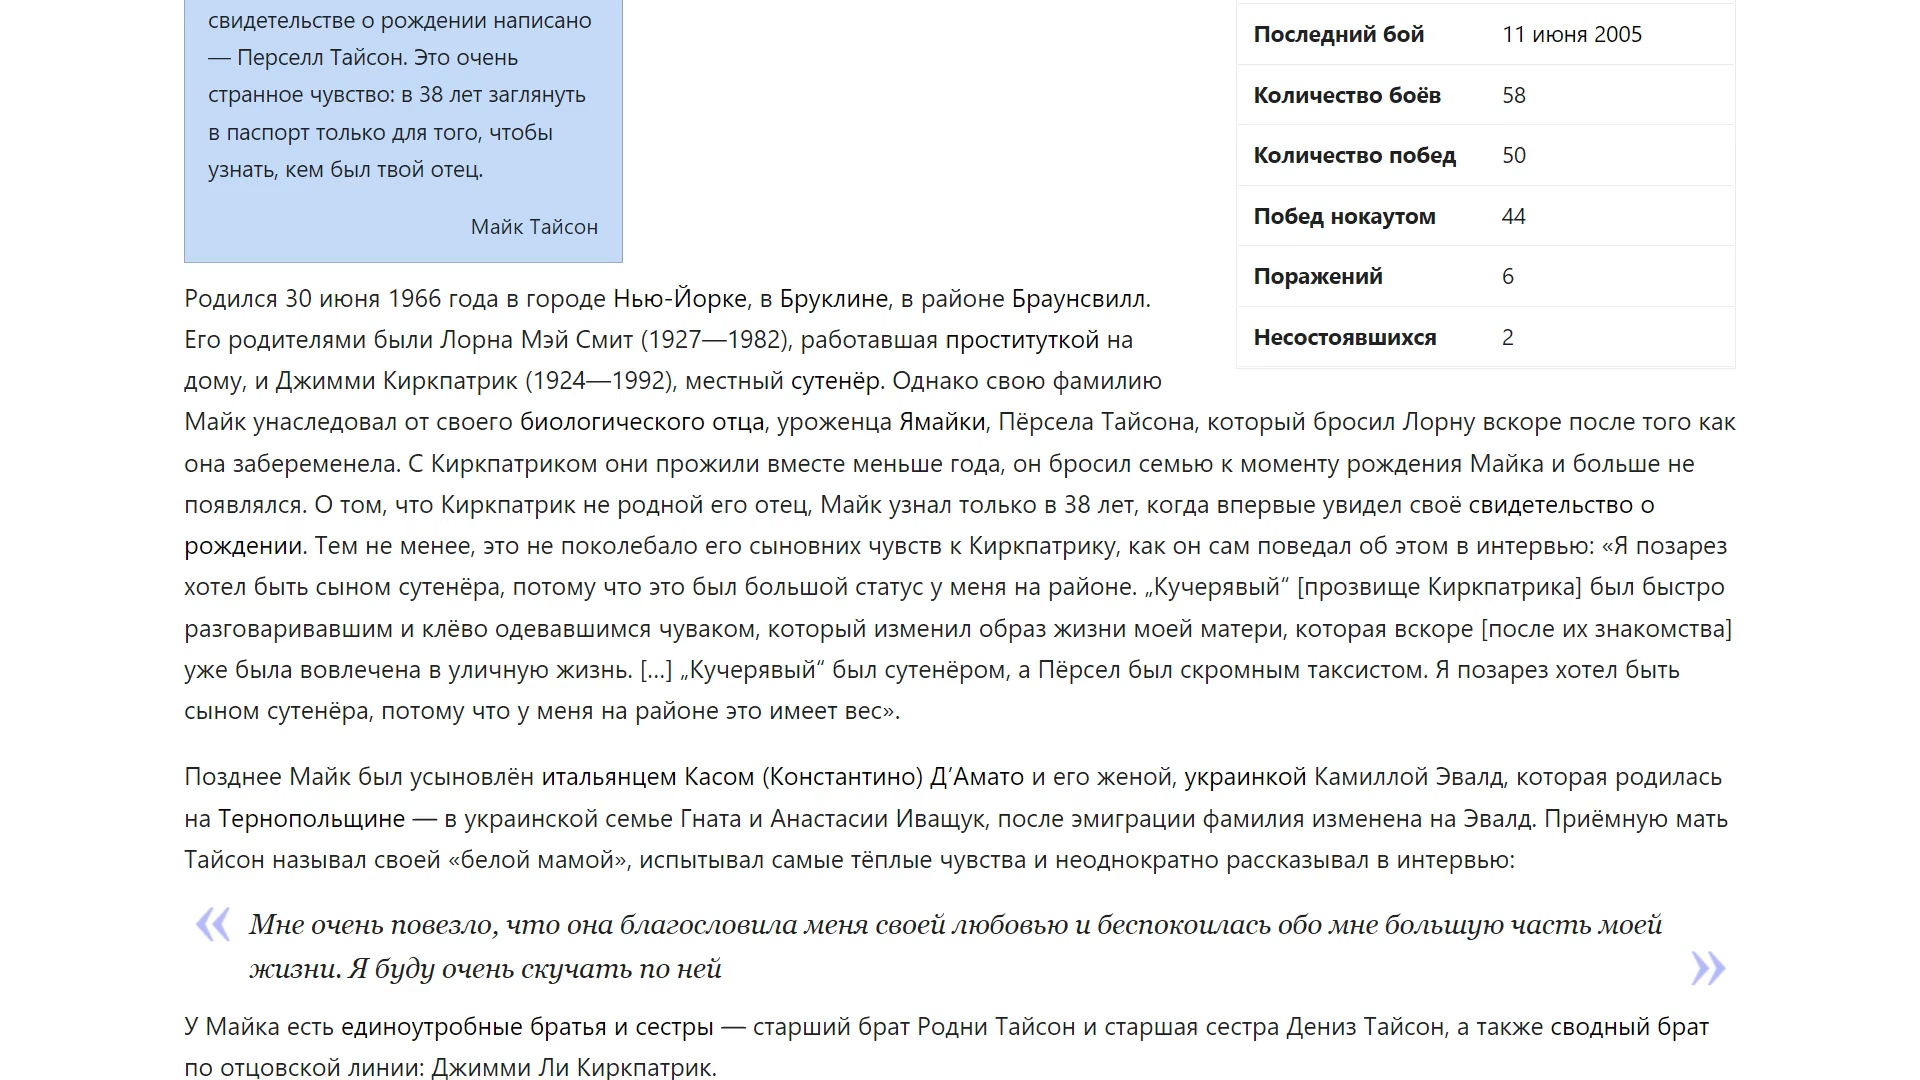 свидетельстве о рождении написано
— Перселл Тайсон. Это очень
странное чувство: в 38 лет заглянуть
в паспорт только для того, чтобы
узнать, кем был твой отец.
Майк Тайсон
Последний бой 11 июня 2005
Количество боёв 58
Количество побед 50
Побед нокаутом 44
Поражений 6
Несостоявшихся 2
Родился 30 июня 1966 года в городе Нью-Йорке, в Бруклине, в районе Браунсвилл.
Его родителями были Лорна Мэй Смит (1927—1982), работавшая проституткой на
дому, и Джимми Киркпатрик (1924—1992), местный сутенёр. Однако свою фамилию
Майк унаследовал от своего биологического отца, уроженца Ямайки, Пёрсела Тайсона, который бросил Лорну вскоре после того как
она забеременела. С Киркпатриком они прожили вместе меньше года, он бросил семью к моменту рождения Майка и больше не
появлялся. О том, что Киркпатрик не родной его отец, Майк узнал только в 38 лет, когда впервые увидел своё свидетельство о
рождении. Тем не менее, это не поколебало его сыновних чувств к Киркпатрику, как он сам поведал об этом в интервью: «Я позарез
хотел быть сыном сутенёра, потому что это был большой статус у меня на районе. „Кучерявый“ [прозвище Киркпатрика] был быстро
разговаривавшим и клёво одевавшимся чуваком, который изменил образ жизни моей матери, которая вскоре [после их знакомства]
уже была вовлечена в уличную жизнь. [...] „Кучерявый“ был сутенёром, а Пёрсел был скромным таксистом. Я позарез хотел быть
сыном сутенёра, потому что у меня на районе это имеет вес».
Позднее Майк был усыновлён итальянцем Касом (Константино) Д’Амато и его женой, украинкой Камиллой Эвалд, которая родилась
на Тернопольщине — в украинской семье Гната и Анастасии Иващук, после эмиграции фамилия изменена на Эвалд. Приёмную мать
Тайсон называл своей «белой мамой», испытывал самые тёплые чувства и неоднократно рассказывал в интервью:
« Мне очень повезло, что она благословила меня своей любовью и беспокоилась обо мне большую часть моей
жизни. Я буду очень скучать по ней »
У Майка есть единоутробные братья и сестры — старший брат Родни Тайсон и старшая сестра Дениз Тайсон, а также сводный брат
по отцовской линии: Джимми Ли Киркпатрик.